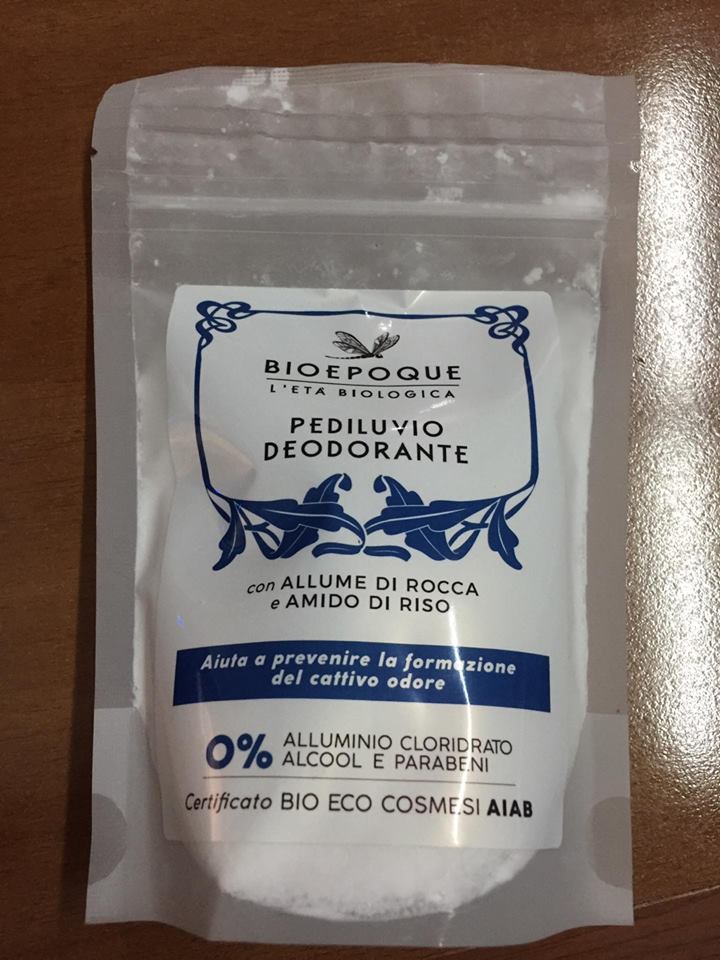 BIOEPOQUE
L'ETÀ BIOLOGICA
PEDILUVIO
DEODORANTE
con ALLUME DI ROCCA
e AMIDO DI RISO
Aiuta a prevenire la formazione
del cattivo odore
0% ALLUMINIO CLORIDRATO
ALCOOL E PARABENI
Certificato BIO ECO COSMESI AIAB